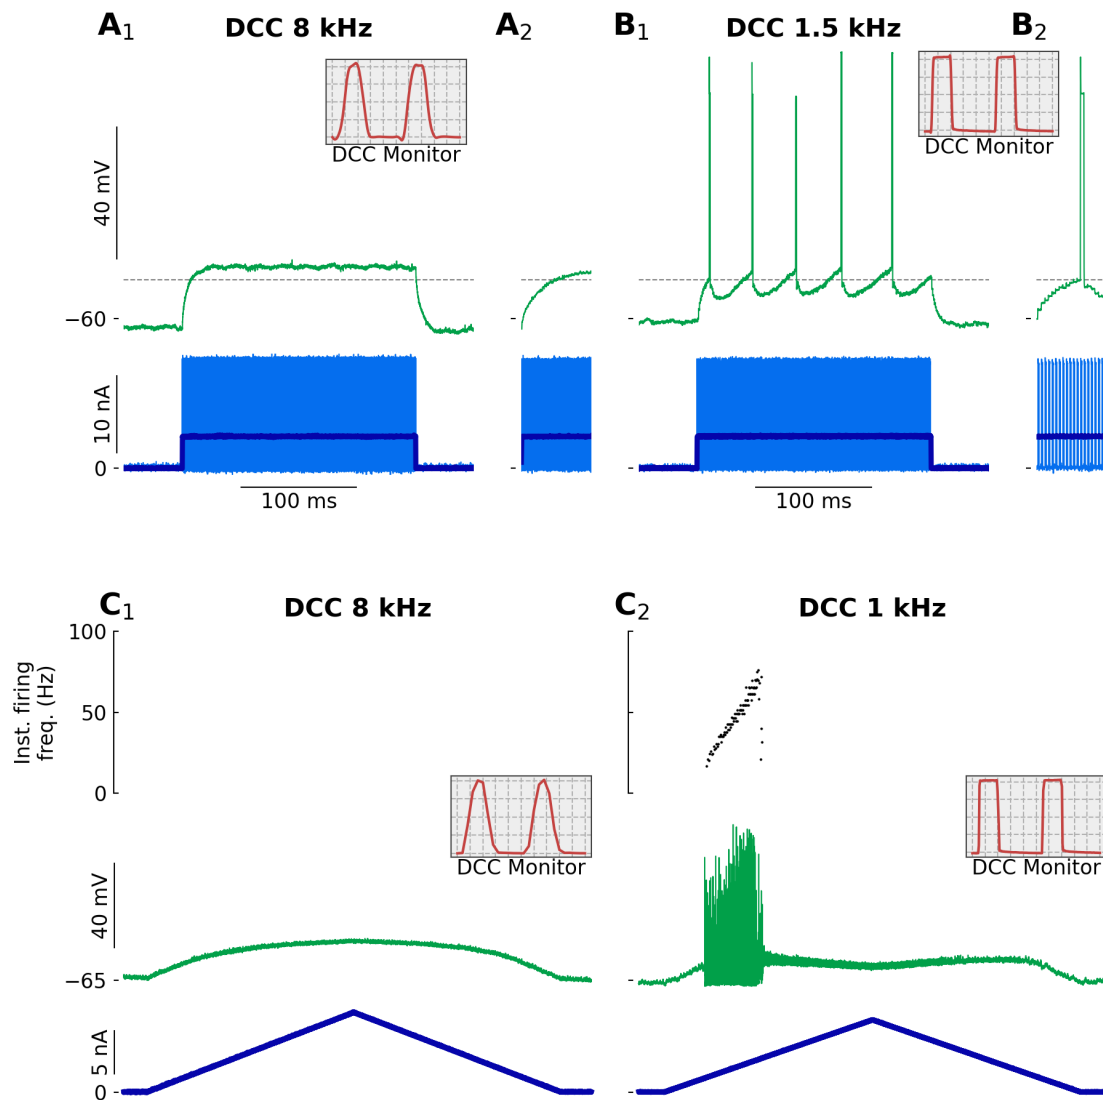 A1
DCC 8 kHz
A2
B1
DCC 1.5 kHz
B2
DCC Monitor
DCC Monitor
40 mV
−60
10 nA
0
100 ms
100 ms
C1
DCC 8 kHz
C2
DCC 1 kHz
100
50
0
Inst. firing
freq. (Hz)
DCC Monitor
DCC Monitor
40 mV
−65
5 nA
0